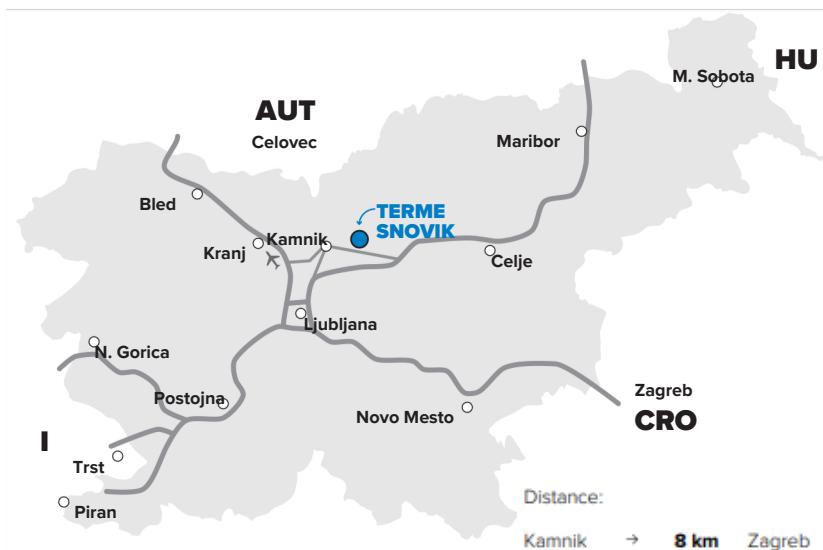 HU
M. Sobota
AUT
Celovec
Maribor
Bled
TERME
SNOVIK
Kamnik
Kranj
Celje
Ljubljana
N. Gorica
Postojna
Zagreb
CRO
Novo Mesto
I
Trst
Piran
Distance:
Kamnik → 8 km Zagreb